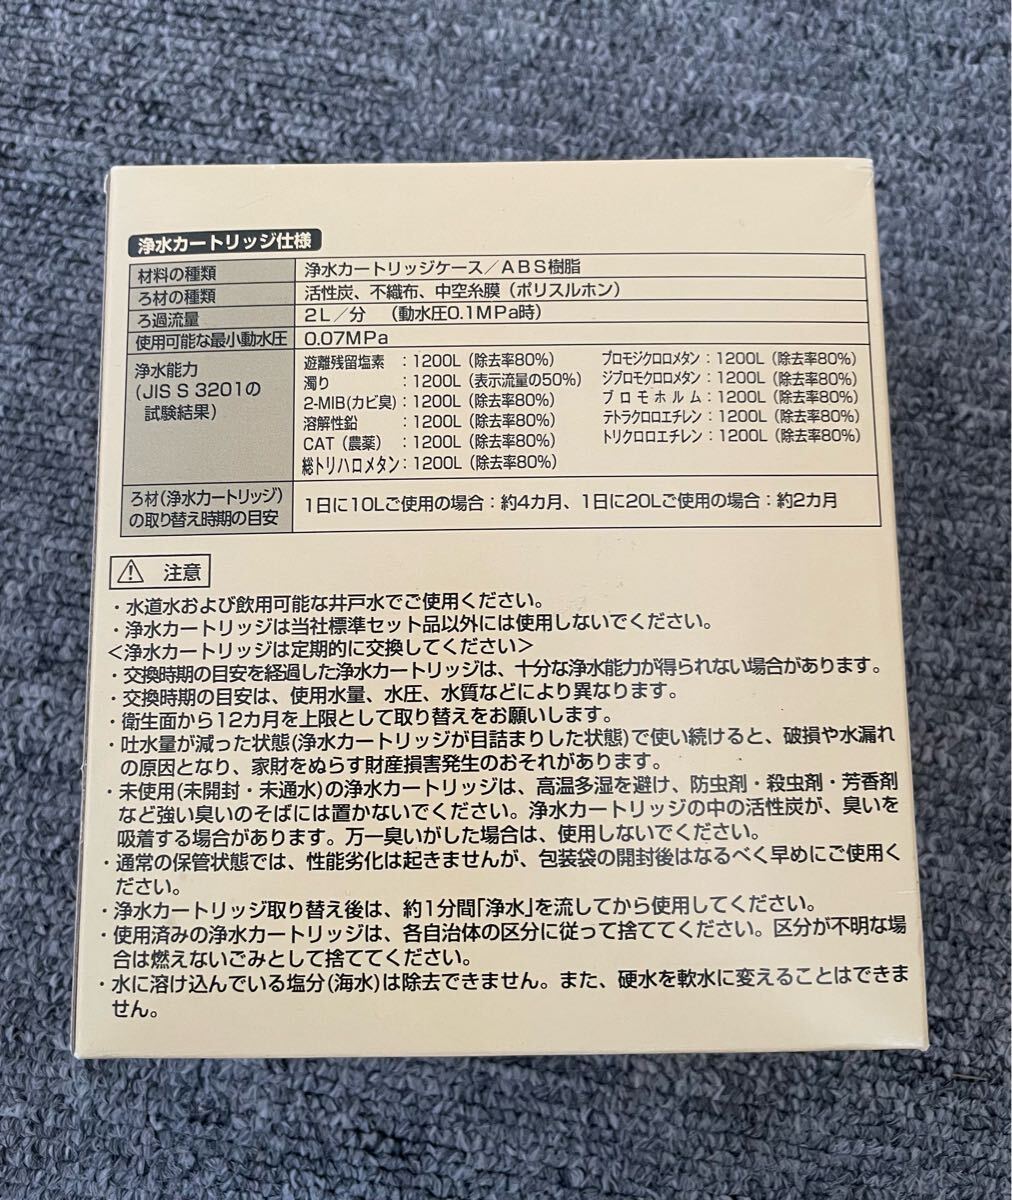 浄水カートリッジ仕様
材料の種類 浄水カートリッジケース／ABS樹脂
ろ材の種類 活性炭、不織布、中空糸膜（ポリスルホン）
ろ過流量 2L／分 （動水圧0.1MPa時）
使用可能な最小動水圧 0.07MPa
浄水能力
(JIS S 3201の
試験結果)
遊離残留塩素 : 1200L（除去率80%）
濁り : 1200L（表示流量の50%）
2-MIB(カビ臭) : 1200L（除去率80%）
溶解性鉛 : 1200L（除去率80%）
CAT（農薬） : 1200L（除去率80%）
総トリハロメタン : 1200L（除去率80%）
ブロモジクロロメタン : 1200L（除去率80%）
ジブロモクロロメタン : 1200L（除去率80%）
ブロモホルム : 1200L（除去率80%）
テトラクロロエチレン : 1200L（除去率80%）
トリクロロエチレン : 1200L（除去率80%）
ろ材(浄水カートリッジ)
の取り替え時期の目安
1日に10Lご使用の場合：約4カ月、1日に20Lご使用の場合：約2カ月
⚠ 注意
・水道水および飲用可能な井戸水でご使用ください。
・浄水カートリッジは当社標準セット品以外には使用しないでください。
＜浄水カートリッジは定期的に交換してください＞
・交換時期の目安を経過した浄水カートリッジは、十分な浄水能力が得られない場合があります。
・交換時期の目安は、使用水量、水圧、水質などにより異なります。
・衛生面から12カ月を上限として取り替えをお願いします。
・吐水量が減った状態(浄水カートリッジが目詰まりした状態)で使い続けると、破損や水漏れ
の原因となり、家財をぬらす財産損害発生のおそれがあります。
・未使用(未開封・未通水)の浄水カートリッジは、高温多湿を避け、防虫剤・殺虫剤・芳香剤
など強い臭いのそばには置かないでください。浄水カートリッジの中の活性炭が、臭いを
吸着する場合があります。万一臭いがした場合は、使用しないでください。
・通常の保管状態では、性能劣化は起きませんが、包装袋の開封後はなるべく早めにご使用く
ださい。
・浄水カートリッジ取り替え後は、約1分間「浄水」を流してから使用してください。
・使用済みの浄水カートリッジは、各自治体の区分に従って捨ててください。区分が不明な場
合は燃えないごみとして捨ててください。
・水に溶け込んでいる塩分(海水)は除去できません。また、硬水を軟水に変えることはできま
せん。